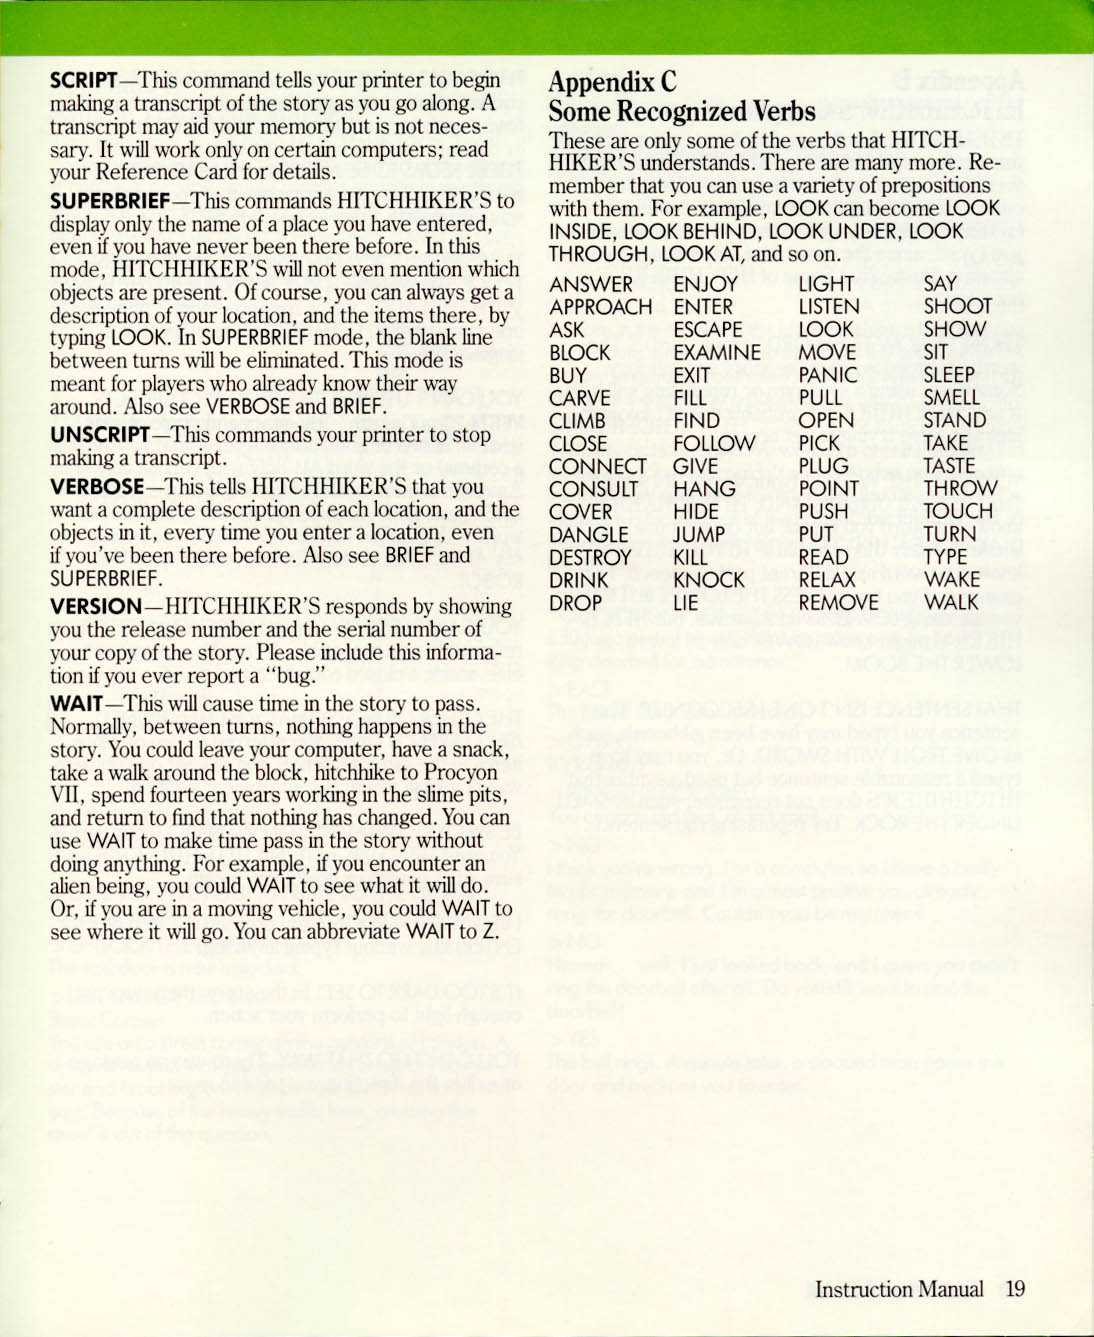 SCRIPT—This command tells your printer to begin
making a transcript of the story as you go along. A
transcript may aid your memory but is not neces-
sary. It will work only on certain computers; read
your Reference Card for details.
SUPERBRIEF—This commands HITCHHIKER'S to
display only the name of a place you have entered,
even if you have never been there before. In this
mode, HITCHHIKER'S will not even mention which
objects are present. Of course, you can always get a
description of your location, and the items there, by
typing LOOK. In SUPERBRIEF mode, the blank line
between turns will be eliminated. This mode is
meant for players who already know their way
around. Also see VERBOSE and BRIEF.
UNSCRIPT—This commands your printer to stop
making a transcript.
VERBOSE—This tells HITCHHIKER'S that you
want a complete description of each location, and the
objects in it, every time you enter a location, even
if you've been there before. Also see BRIEF and
SUPERBRIEF.
VERSION—HITCHHIKER'S responds by showing
you the release number and the serial number of
your copy of the story. Please include this informa-
tion if you ever report a "bug."
WAIT—This will cause time in the story to pass.
Normally, between turns, nothing happens in the
story. You could leave your computer, have a snack,
take a walk around the block, hitchhike to Procyon
VII, spend fourteen years working in the slime pits,
and return to find that nothing has changed. You can
use WAIT to make time pass in the story without
doing anything. For example, if you encounter an
alien being, you could WAIT to see what it will do.
Or, if you are in a moving vehicle, you could WAIT to
see where it will go. You can abbreviate WAIT to Z.
Appendix C
Some Recognized Verbs
These are only some of the verbs that HITCH-
HIKER'S understands. There are many more. Re-
member that you can use a variety of prepositions
with them. For example, LOOK can become LOOK
INSIDE, LOOK BEHIND, LOOK UNDER, LOOK
THROUGH, LOOK AT, and so on.
ANSWER ENJOY LIGHT SAY
APPROACH ENTER LISTEN SHOOT
ASK ESCAPE LOOK SHOW
BLOCK EXAMINE MOVE SIT
BUY EXIT PANIC SLEEP
CARVE FILL PULL SMELL
CLIMB FIND OPEN STAND
CLOSE FOLLOW PICK TAKE
CONNECT GIVE PLUG TASTE
CONSULT HANG POINT THROW
COVER HIDE PUSH TOUCH
DANGLE JUMP PUT TURN
DESTROY KILL READ TYPE
DRINK KNOCK RELAX WAKE
DROP LIE REMOVE WALK
Instruction Manual 19